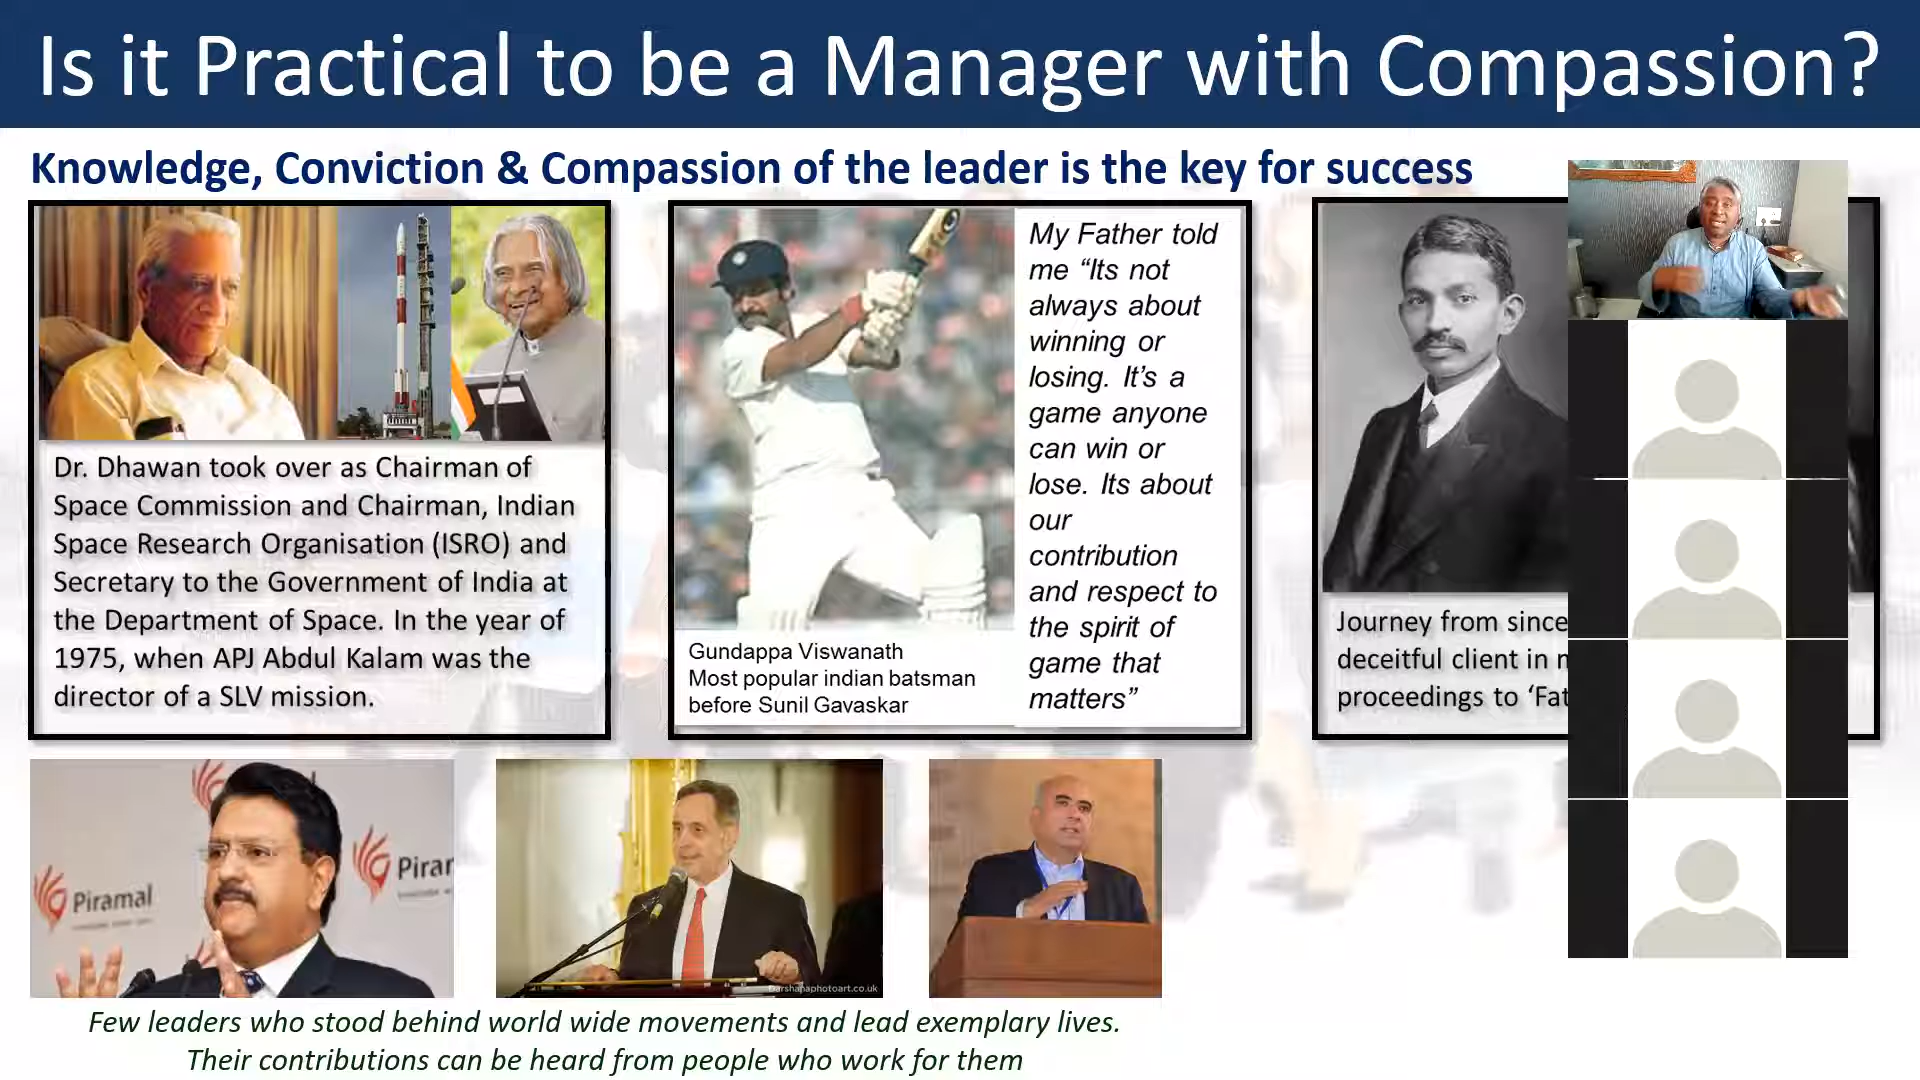 Is it Practical to be a Manager with Compassion?
Knowledge, Conviction & Compassion of the leader is the key for success
Dr. Dhawan took over as Chairman of
Space Commission and Chairman, Indian
Space Research Organisation (ISRO) and
Secretary to the Government of India at
the Department of Space. In the year of
1975, when APJ Abdul Kalam was the
director of a SLV mission.
My Father told
me “Its not
always about
winning or
losing. It’s a
game anyone
can win or
lose. Its about
our
contribution
and respect to
the spirit of
game that
matters”
Gundappa Viswanath
Most popular indian batsman
before Sunil Gavaskar
Journey from since
deceitful client in
proceedings to ‘Fat
Piramal
Piramal
Darshanaphotoart.co.uk
Few leaders who stood behind world wide movements and lead exemplary lives.
Their contributions can be heard from people who work for them